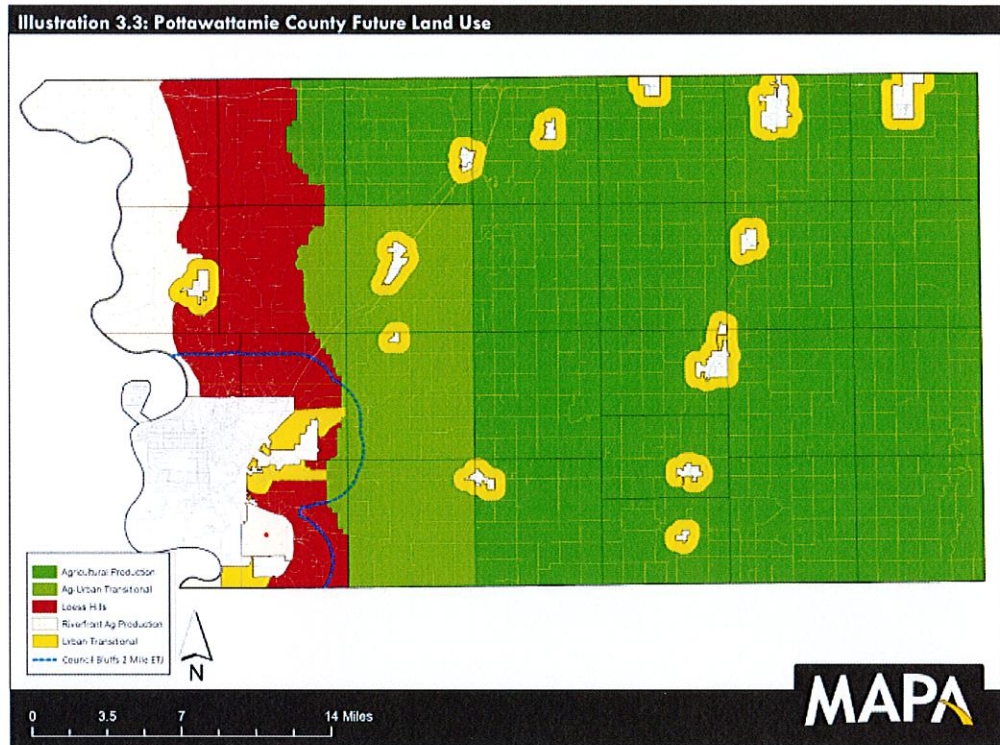 Illustration 3.3: Pottawattamie County Future Land Use
Agricultural Production
Ag-Urban Transitional
Loess Hills
Riverfront Ag Production
Urban Transitional
Council Bluffs 2 Mile ETJ
N
0 3.5 7 14 Miles
MAPA